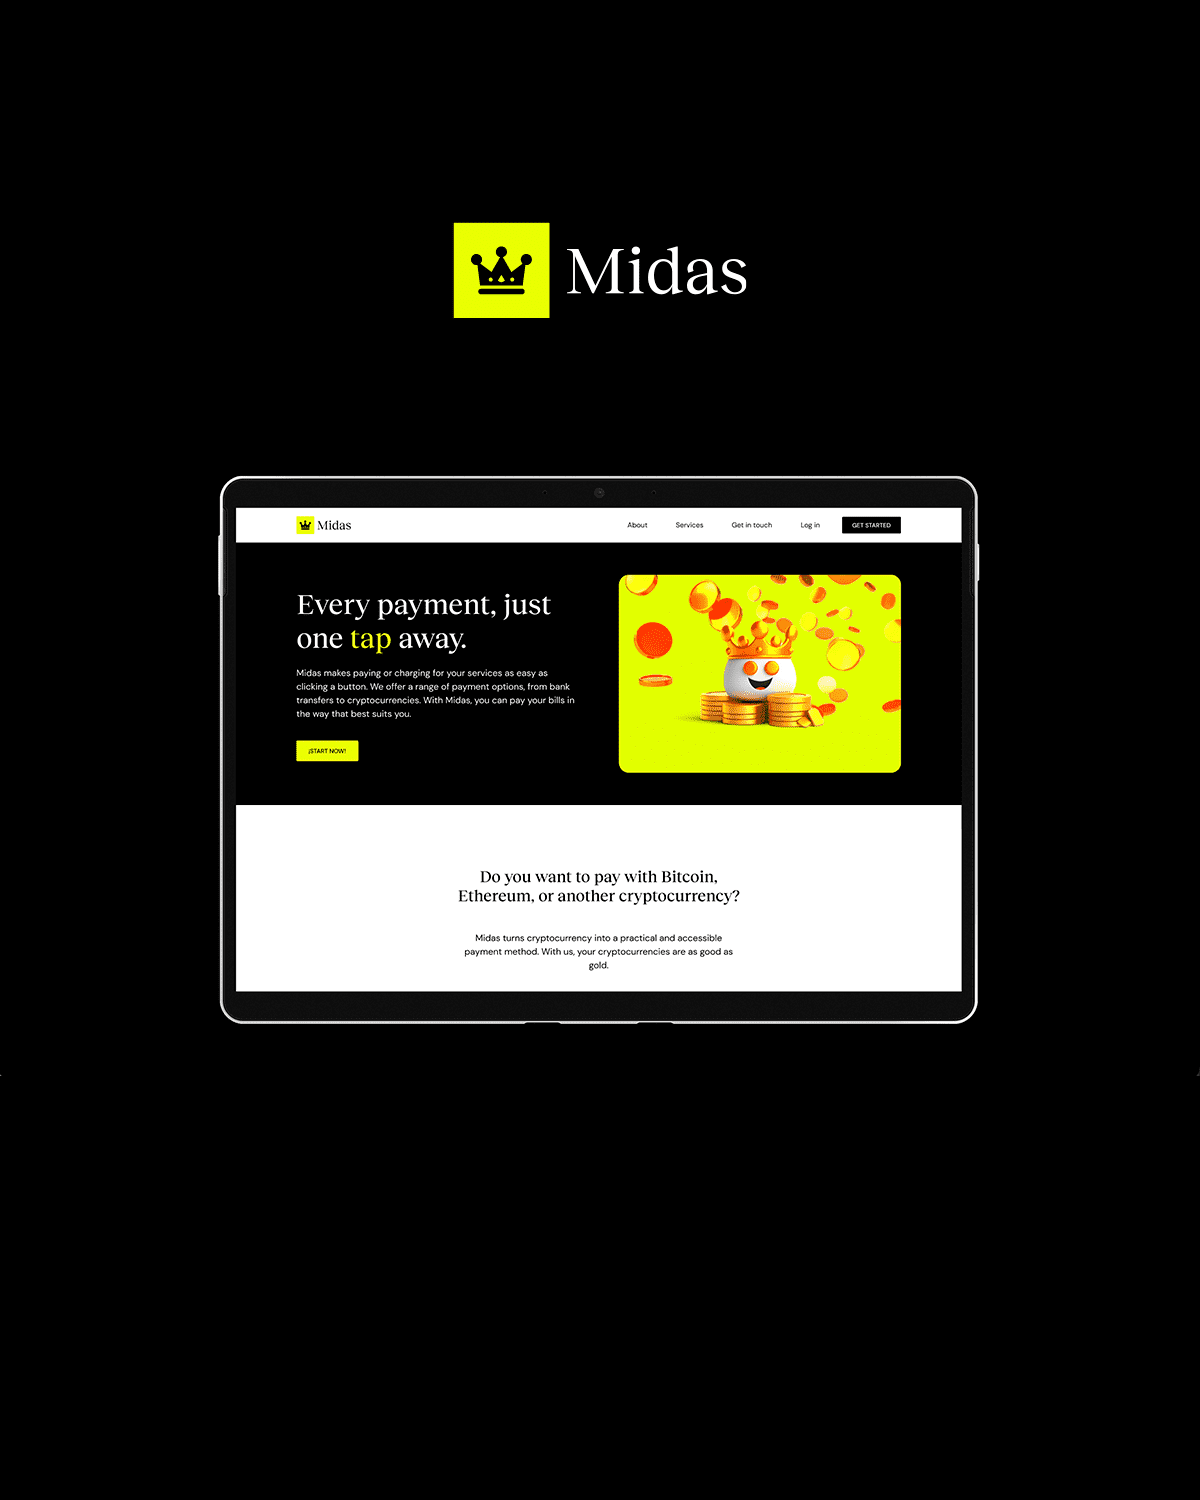 Midas
Midas
About
Services
Get in touch
Log in
GET STARTED
Every payment, just
one tap away.
Midas makes paying or charging for your services as easy as
clicking a button. We offer a range of payment options, from bank
transfers to cryptocurrencies. With Midas, you can pay your bills in
the way that best suits you.
¡START NOW!
Do you want to pay with Bitcoin,
Ethereum, or another cryptocurrency?
Midas turns cryptocurrency into a practical and accessible
payment method. With us, your cryptocurrencies are as good as
gold.